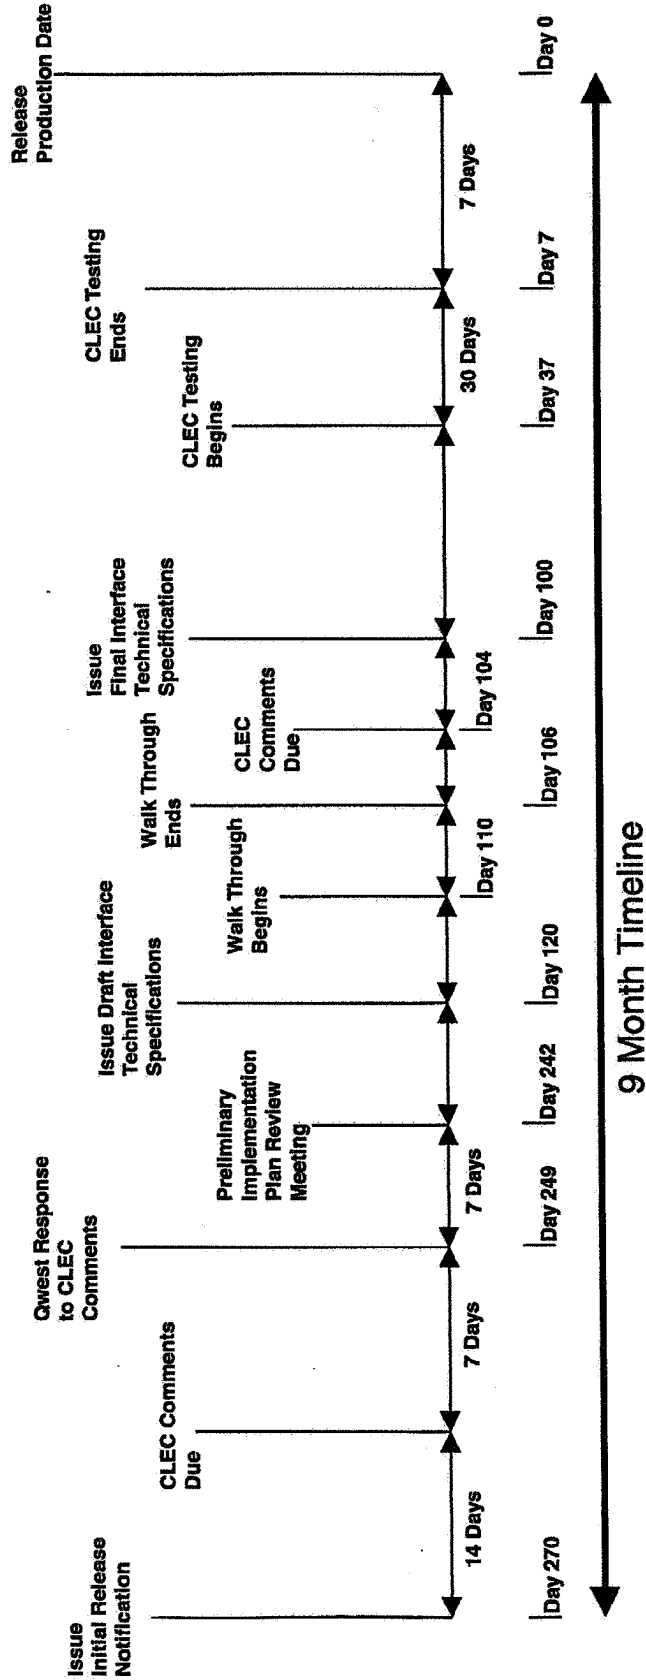 Issue
Initial Release
Notification
CLEC Comments
Due
Qwest Response
to CLEC
Comments
Preliminary
Implementation
Plan Review
Meeting
Issue Draft Interface
Technical
Specifications
Walk Through
Begins
Walk Through
Ends
CLEC
Comments
Due
Issue
Final Interface
Technical
Specifications
CLEC Testing
Begins
CLEC Testing
Ends
Release
Production Date
14 Days
7 Days
7 Days
30 Days
7 Days
Day 270
Day 249
Day 242
Day 120
Day 110
Day 106
Day 104
Day 100
Day 37
Day 7
Day 0
9 Month Timeline